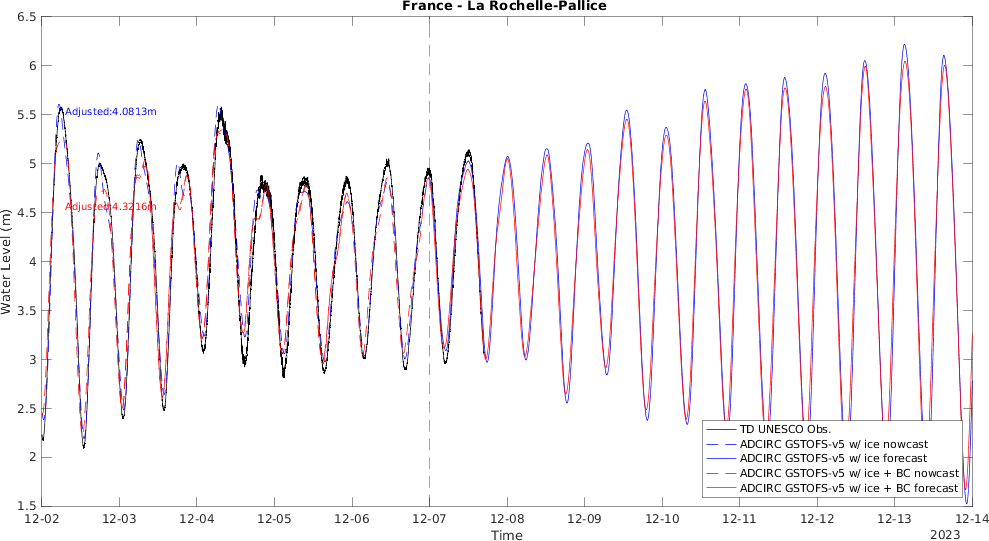 France - La Rochelle-Pallice
6.5
6
5.5
5
4.5
4
3.5
3
2.5
2
1.5
Water Level (m)
Adjusted:4.0813m
Adjusted:4.3216m
TD UNESCO Obs.
ADCIRC GSTOFS-v5 w/ ice nowcast
ADCIRC GSTOFS-v5 w/ ice forecast
ADCIRC GSTOFS-v5 w/ ice + BC nowcast
ADCIRC GSTOFS-v5 w/ ice + BC forecast
12-02 12-03 12-04 12-05 12-06 12-07 12-08 12-09 12-10 12-11 12-12 12-13 12-14
Time
2023